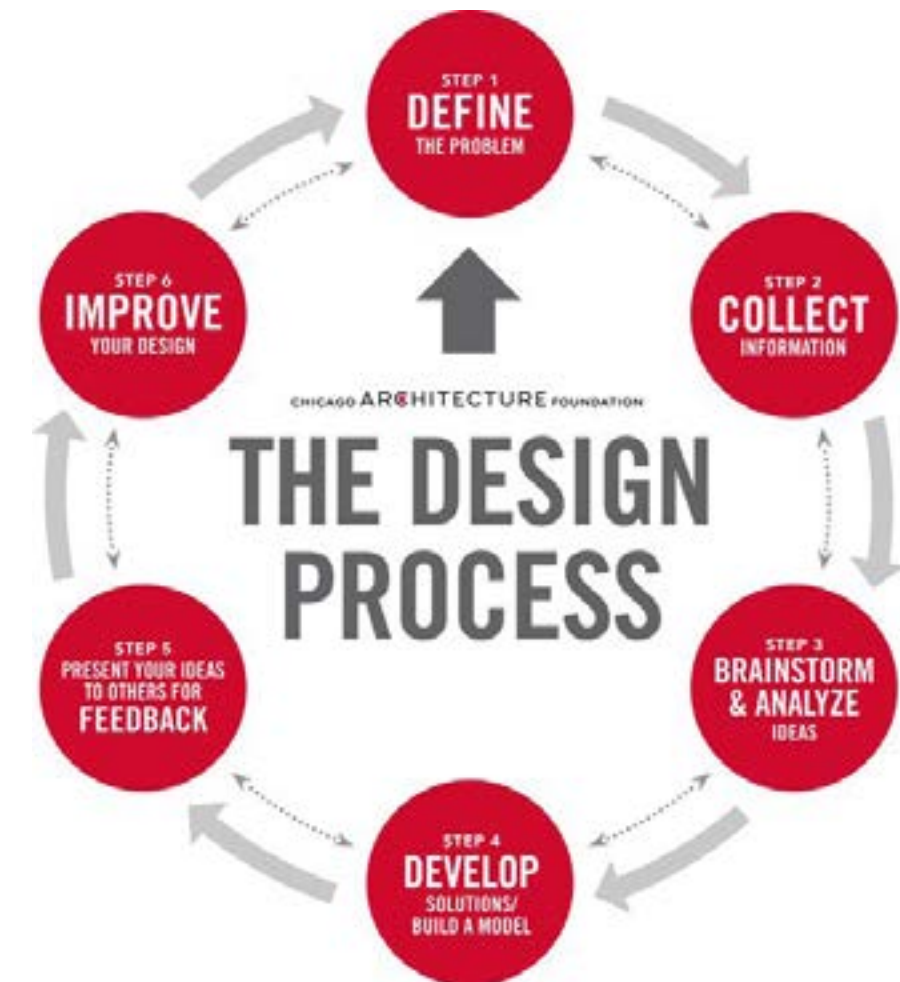 STEP 1
DEFINE
THE PROBLEM
STEP 2
COLLECT
INFORMATION
STEP 3
BRAINSTORM
& ANALYZE
IDEAS
STEP 4
DEVELOP
SOLUTIONS/
BUILD A MODEL
STEP 5
PRESENT YOUR IDEAS
TO OTHERS FOR
FEEDBACK
STEP 6
IMPROVE
YOUR DESIGN
CHICAGO ARCHITECTURE FOUNDATION
THE DESIGN
PROCESS